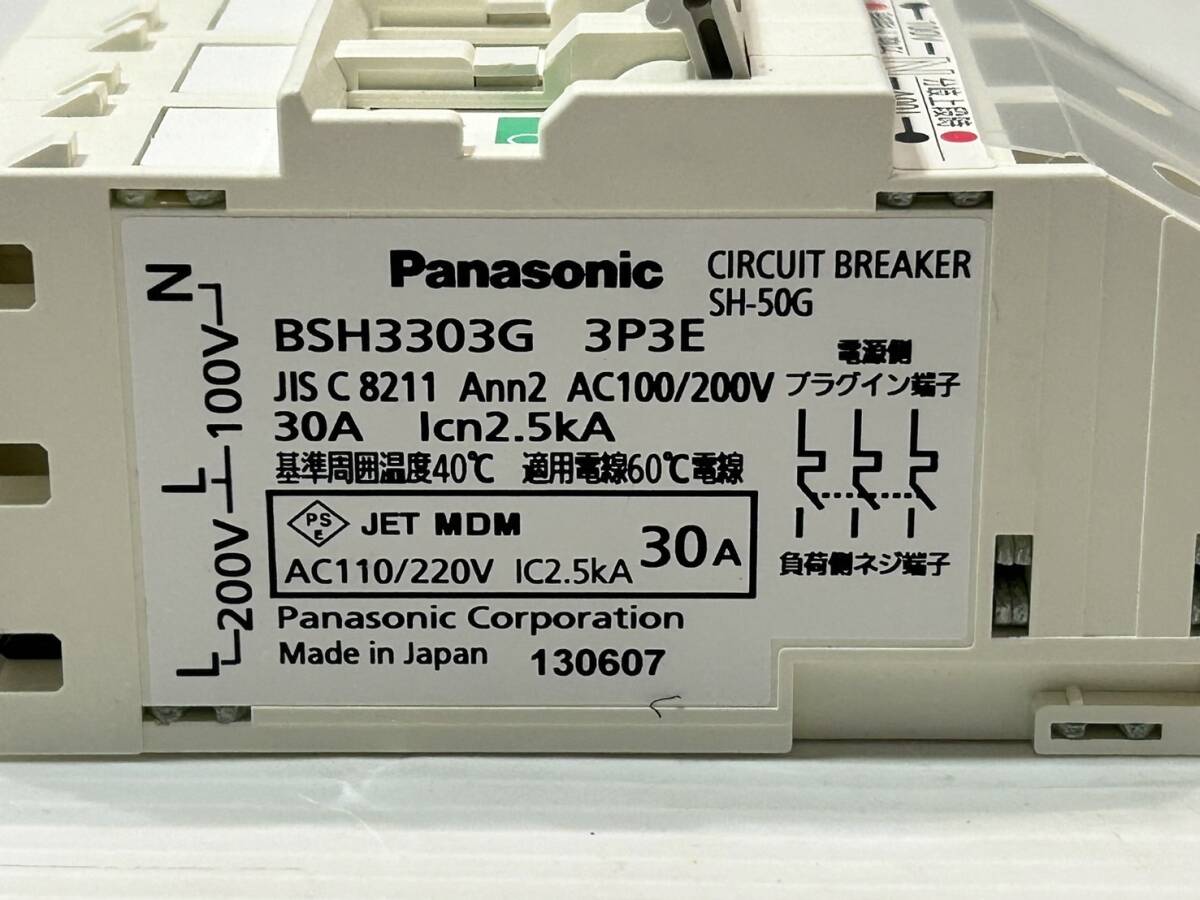 Panasonic
CIRCUIT BREAKER
SH-50G
BSH3303G 3P3E
JIS C 8211 Ann2 AC100/200V
30A Icn2.5kA
基準周囲温度40℃ 適用電線60℃電線
PS
E
JET MDM
AC110/220V IC2.5kA
30A
Panasonic Corporation
Made in Japan 130607
電源側
プラグイン端子
負荷側ネジ端子
N
100V
L
200V
L
100V
N
100V